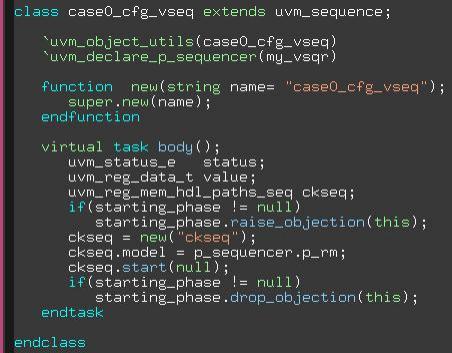 class case0_cfg_vseq extends uvm_sequence;
`uvm_object_utils(case0_cfg_vseq)
`uvm_declare_p_sequencer(my_vsqr)
function  new(string name= "case0_cfg_vseq");
super.new(name);
endfunction
virtual task body();
uvm_status_e   status;
uvm_reg_data_t value;
uvm_reg_mem_hdl_paths_seq ckseq;
if(starting_phase != null)
starting_phase.raise_objection(this);
ckseq = new("ckseq");
ckseq.model = p_sequencer.p_rm;
ckseq.start(null);
if(starting_phase != null)
starting_phase.drop_objection(this);
endtask
endclass